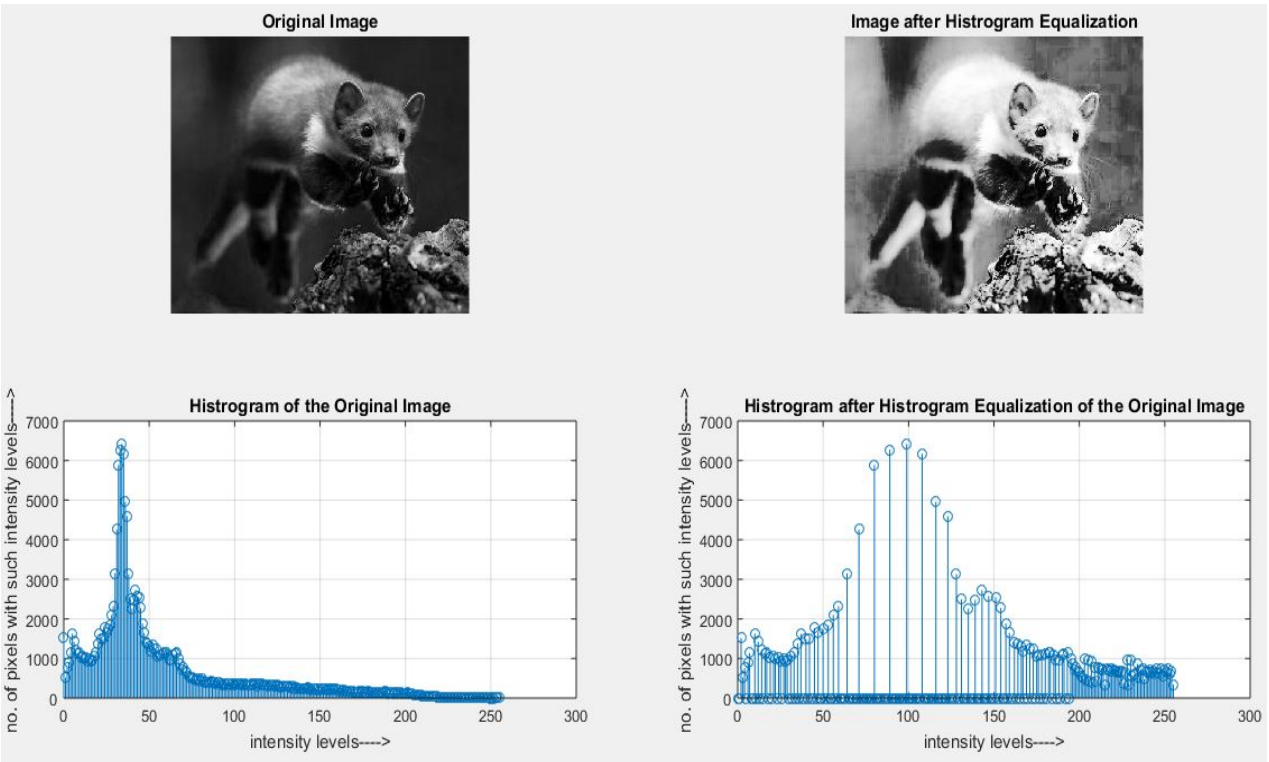 Original Image
Image after Histrogram Equalization
Histrogram of the Original Image
no. of pixels with such intensity levels---->
7000
6000
5000
4000
3000
2000
1000
0
0 50 100 150 200 250 300
intensity levels---->
Histrogram after Histrogram Equalization of the Original Image
no. of pixels with such intensity levels---->
7000
6000
5000
4000
3000
2000
1000
0
0 50 100 150 200 250 300
intensity levels---->